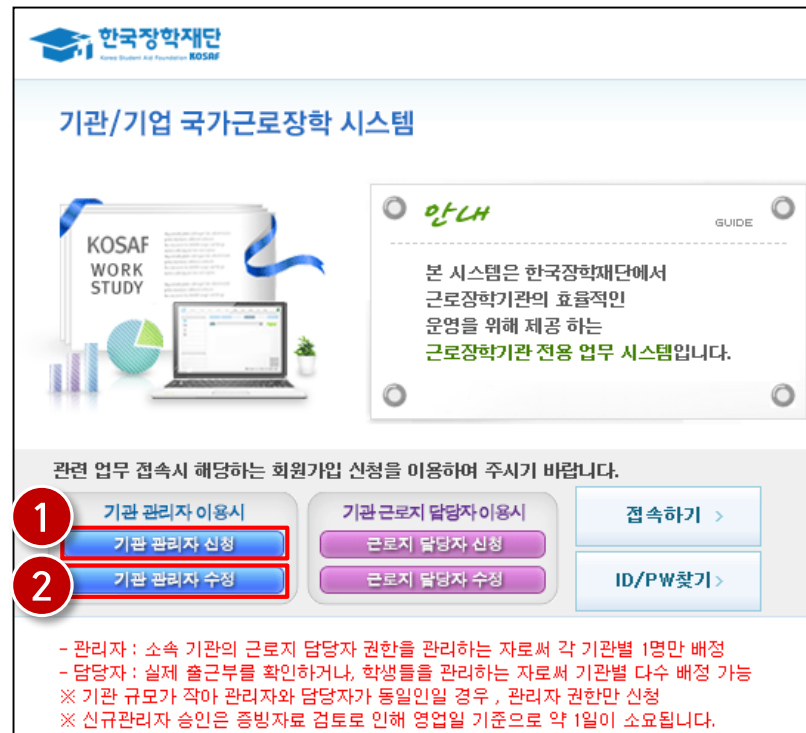 한국장학재단
Korea Student Aid Foundation KOSAF
기관/기업 국가근로장학 시스템
KOSAF
WORK
STUDY
안내
GUIDE
본 시스템은 한국장학재단에서
근로장학기관의 효율적인
운영을 위해 제공 하는
근로장학기관 전용 업무 시스템입니다.
관련 업무 접속시 해당하는 회원가입 신청을 이용하여 주시기 바랍니다.
1
기관 관리자 이용시
기관 관리자 신청
2
기관 관리자 수정
기관 근로지 담당자 이용시
근로지 담당자 신청
근로지 담당자 수정
접속하기 >
ID/PW찾기 >
- 관리자 : 소속 기관의 근로지 담당자 권한을 관리하는 자로써 각 기관별 1명만 배정
- 담당자 : 실제 출근부를 확인하거나, 학생들을 관리하는 자로써 기관별 다수 배정 가능
※ 기관 규모가 작아 관리자와 담당자가 동일인일 경우 , 관리자 권한만 신청
※ 신규관리자 승인은 증빙자료 검토로 인해 영업일 기준으로 약 1일이 소요됩니다.